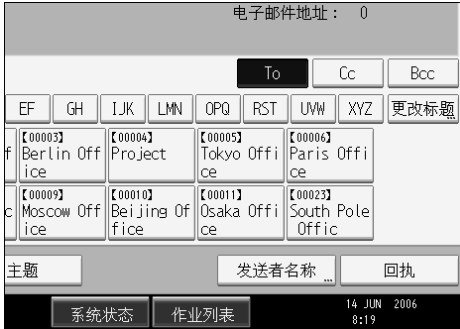 电子邮件地址： 0
To Cc Bcc
EF GH IJK LMN OPQ RST UVW XYZ 更改标题
【00003】 【00004】 【00005】 【00006】
f Berlin Off Project Tokyo Offi Paris Offi
ice ce ce
【00009】 【00010】 【00011】 【00023】
c Moscow Off Beijing Of Osaka Offi South Pole
ice fice ce Offic
主题 发送者名称 回执
系统状态 作业列表 14 JUN 2006
8:19